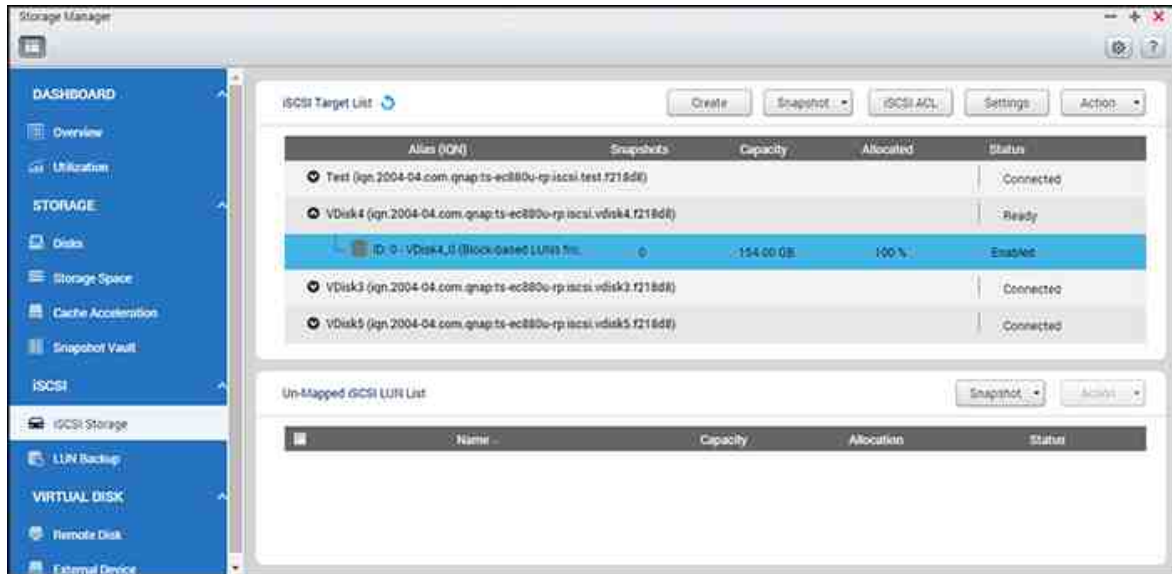 Storage Manager
DASHBOARD
Overview
Utilization
STORAGE
Disks
Storage Space
Cache Acceleration
Snapshot Vault
iSCSI
iSCSI Storage
LUN Backup
VIRTUAL DISK
Remote Disk
External Device
iSCSI Target List
Create
Snapshot
iSCSI ACL
Settings
Action
Alias (IQN) Snapshots Capacity Allocated Status
Test (iqn.2004-04.com.qnap:ts-ec880u-rp:iscsi.test.f218d8) Connected
VDisk4 (iqn.2004-04.com.qnap:ts-ec880u-rp:iscsi.vdisk4.f218d8) Ready
ID: 0 - VDisk4_0 (Block-based LUNs 0 154.00 GB 100 % Enabled
VDisk3 (iqn.2004-04.com.qnap:ts-ec880u-rp:iscsi.vdisk3.f218d8) Connected
VDisk5 (iqn.2004-04.com.qnap:ts-ec880u-rp:iscsi.vdisk5.f218d8) Connected
Un-Mapped iSCSI LUN List
Snapshot
Action
Name Capacity Allocation Status